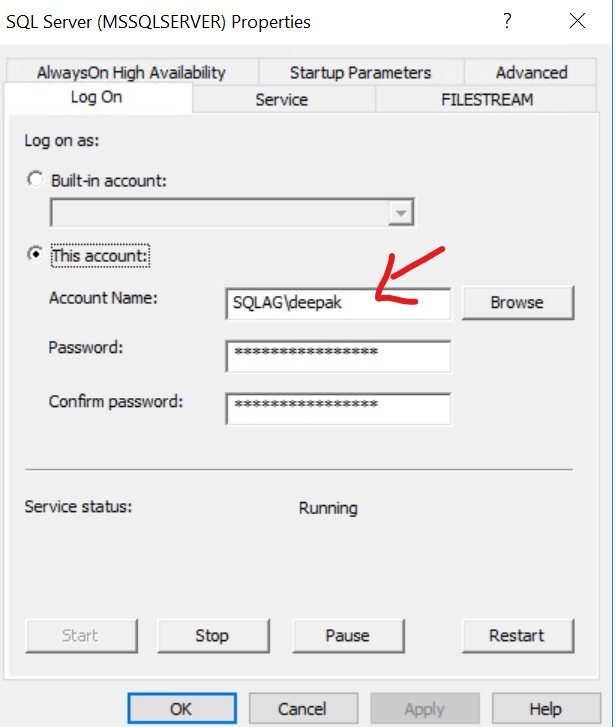 SQL Server (MSSQLSERVER) Properties ?
AlwaysOn High Availability Startup Parameters Advanced
Log On Service FILESTREAM
Log on as:
Built-in account:
This account:
Account Name: SQLAG\deepak Browse
Password: ****************
Confirm password: ****************
Service status: Running
Start Stop Pause Restart
OK Cancel Apply Help